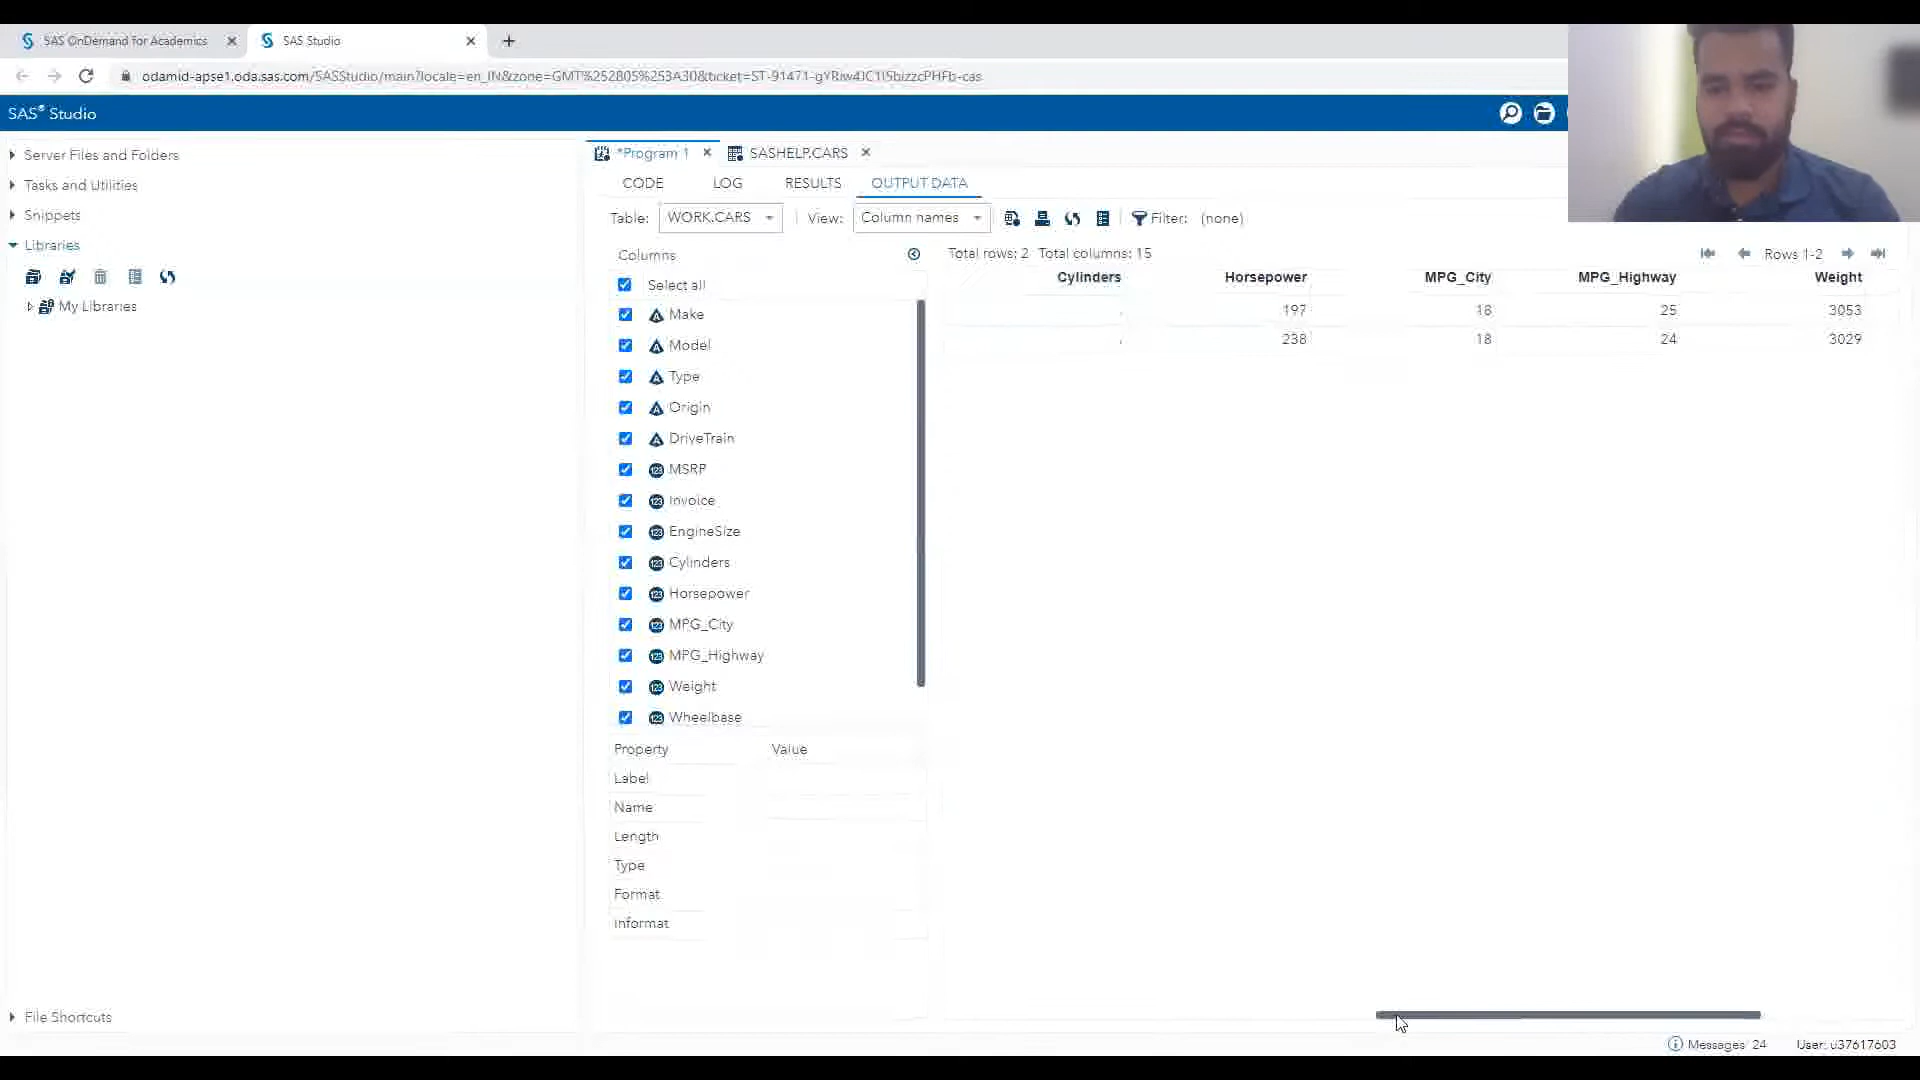 SAS OnDemand for Academics
SAS Studio
odamid-apse1.oda.sas.com/SASStudio/main?locale=en_IN&zone=GMT%252805%253A30&ticket=ST-91471-gYRiw4JC1I5bizzcPHFb-cas
SAS® Studio
Server Files and Folders
Tasks and Utilities
Snippets
Libraries
My Libraries
File Shortcuts
*Program 1
SASHELP.CARS
CODE LOG RESULTS OUTPUT DATA
Table: WORK.CARS View: Column names Filter: (none)
Columns
Select all
Make
Model
Type
Origin
DriveTrain
MSRP
Invoice
EngineSize
Cylinders
Horsepower
MPG_City
MPG_Highway
Weight
Wheelbase
Property Value
Label
Name
Length
Type
Format
Informat
Total rows: 2 Total columns: 15 Rows 1-2
Cylinders Horsepower MPG_City MPG_Highway Weight
. 197 18 25 3053
. 238 18 24 3029
Messages: 24 User: u37617603